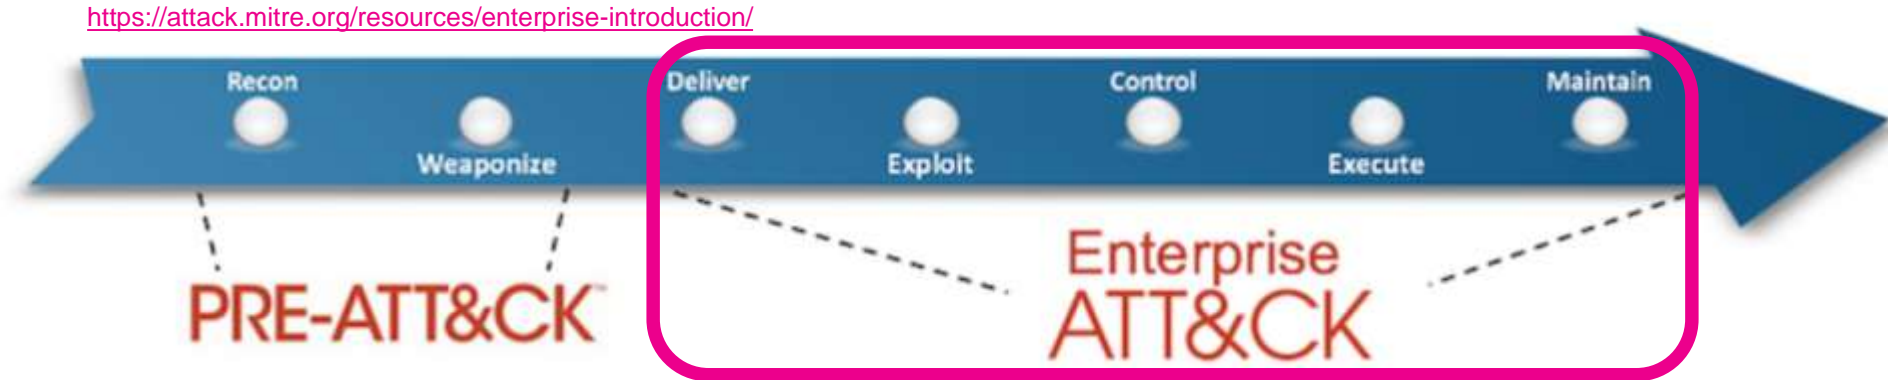 https://attack.mitre.org/resources/enterprise-introduction/
Recon
Deliver
Control
Maintain
Weaponize
Exploit
Execute
PRE-ATT&CK™
Enterprise
ATT&CK